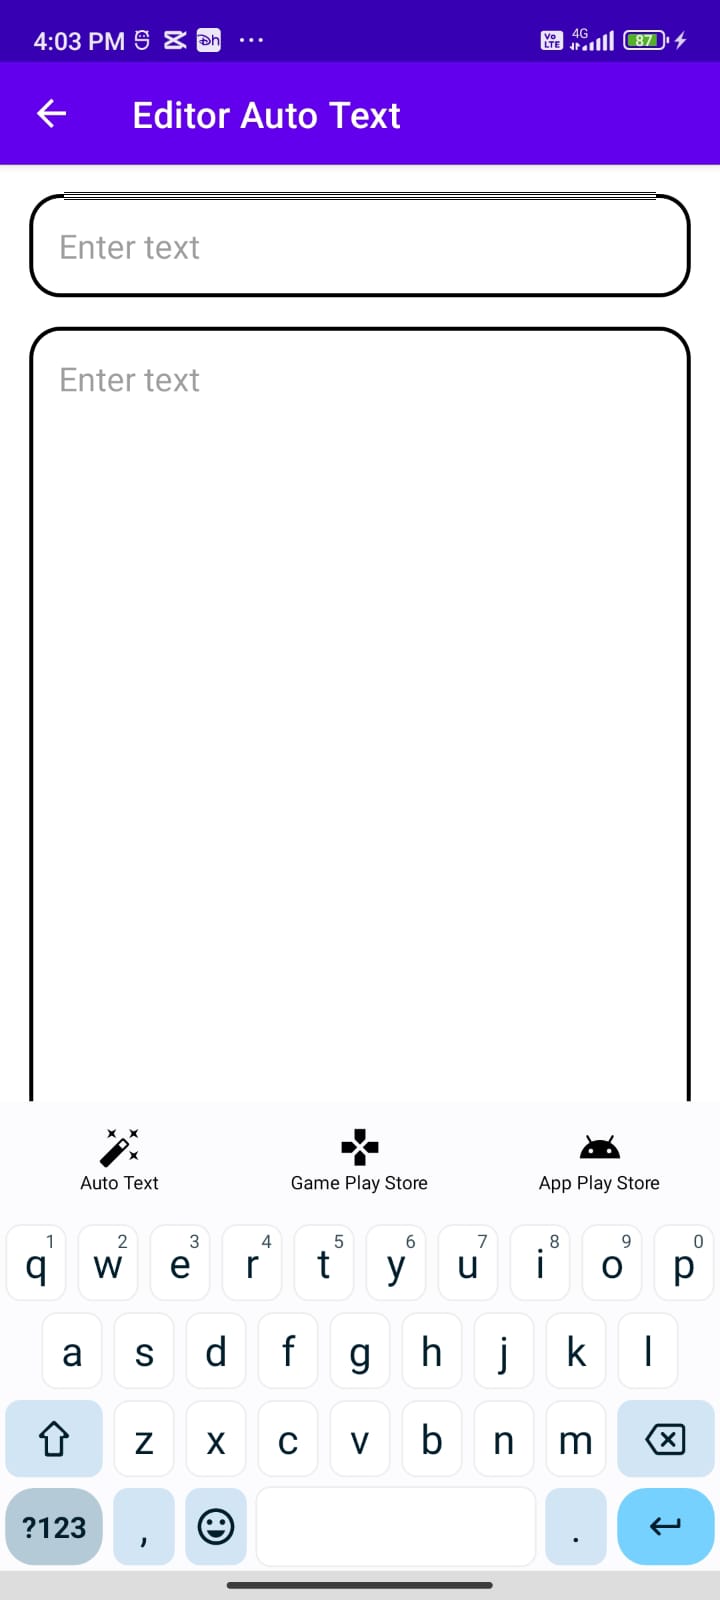 4:03 PM Dh ... Vo LTE 4G 87
Editor Auto Text
Enter text
Enter text
Auto Text Game Play Store App Play Store
1 2 3 4 5 6 7 8 9 0
q w e r t y u i o p
a s d f g h j k l
z x c v b n m
?123 , .